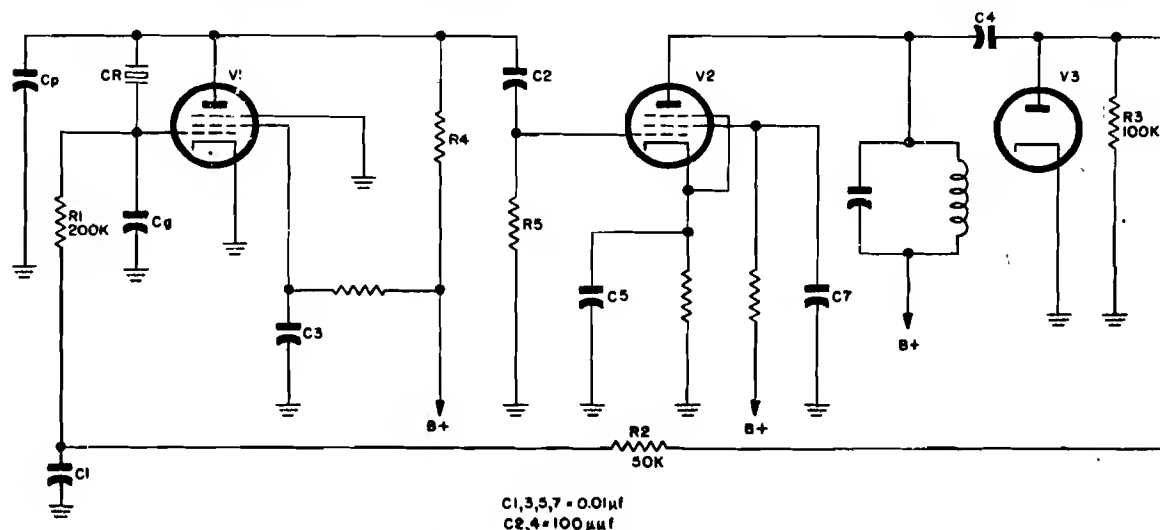 Cp
CR
V1
C2
C4
V2
V3
R4
R3
100K
R1
200K
Cg
R5
C3
C5
C7
B+
B+
B+
R2
50K
C1
C1,3,5,7 = 0.01µf
C2,4 = 100µµf